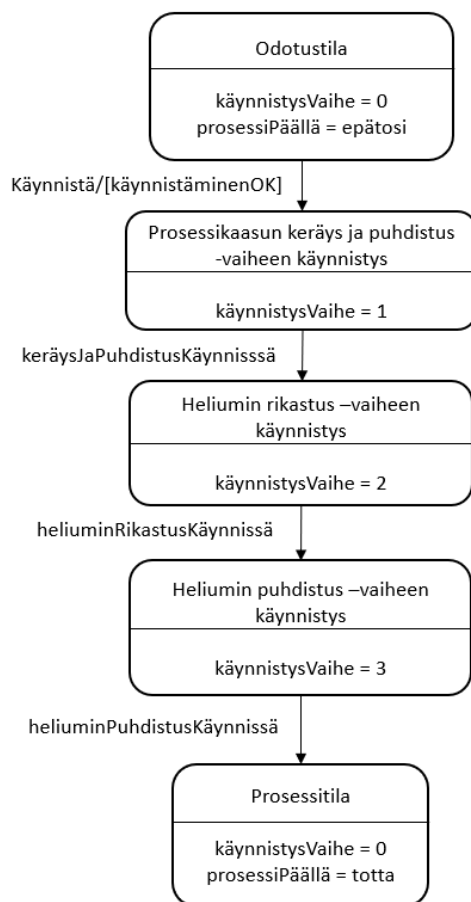 Odotustila
käynnistysVaihe = 0
prosessiPäällä = epätosi
Käynnistä/[käynnistäminenOK]
Prosessikaasun keräys ja puhdistus
-vaiheen käynnistys
käynnistysVaihe = 1
keräysJaPuhdistusKäynnisssä
Heliumin rikastus –vaiheen
käynnistys
käynnistysVaihe = 2
heliuminRikastusKäynnissä
Heliumin puhdistus –vaiheen
käynnistys
käynnistysVaihe = 3
heliuminPuhdistusKäynnissä
Prosessitila
käynnistysVaihe = 0
prosessiPäällä = totta